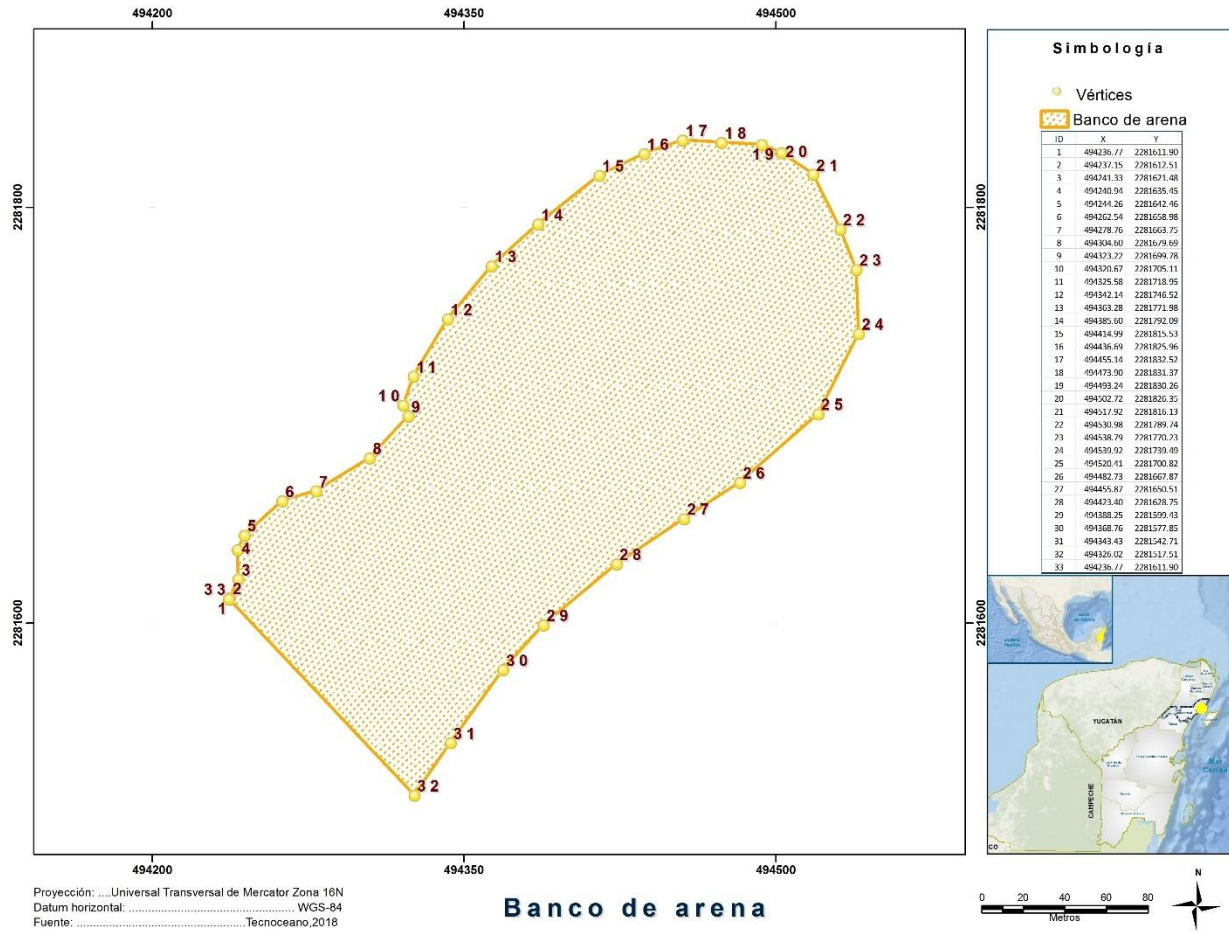 494200 494350 494500
2281800
2281600
1
2
3
4
5
6
7
8
9
10
11
12
13
14
15
16
17
18
19
20
21
22
23
24
25
26
27
28
29
30
31
32
33
2281800
2281600
494200 494350 494500
Simbología
Vértices
Banco de arena
ID X Y
1 494236.77 2281611.90
2 494237.15 2281612.51
3 494241.33 2281621.48
4 494240.94 2281635.45
5 494244.26 2281642.46
6 494262.54 2281658.98
7 494278.76 2281663.75
8 494304.60 2281679.69
9 494323.22 2281699.78
10 494320.67 2281705.11
11 494325.58 2281718.95
12 494342.14 2281746.52
13 494363.28 2281771.98
14 494385.60 2281792.09
15 494414.99 2281815.53
16 494436.69 2281825.96
17 494455.14 2281832.52
18 494473.90 2281831.37
19 494493.24 2281830.26
20 494502.72 2281826.35
21 494517.92 2281816.13
22 494530.98 2281789.74
23 494538.79 2281770.23
24 494539.92 2281739.49
25 494520.41 2281700.82
26 494482.73 2281667.87
27 494455.87 2281650.51
28 494423.40 2281628.75
29 494388.25 2281599.43
30 494368.76 2281577.85
31 494343.43 2281542.71
32 494326.02 2281517.51
33 494236.77 2281611.90
YUCATÁN
CAMPECHE
Mar
Caribe
CO
Proyección: ....Universal Transversal de Mercator Zona 16N
Datum horizontal: ............................................. WGS-84
Fuente: ..............................................Tecnoceano,2018
Banco de arena
0 20 40 60 80
Metros
N